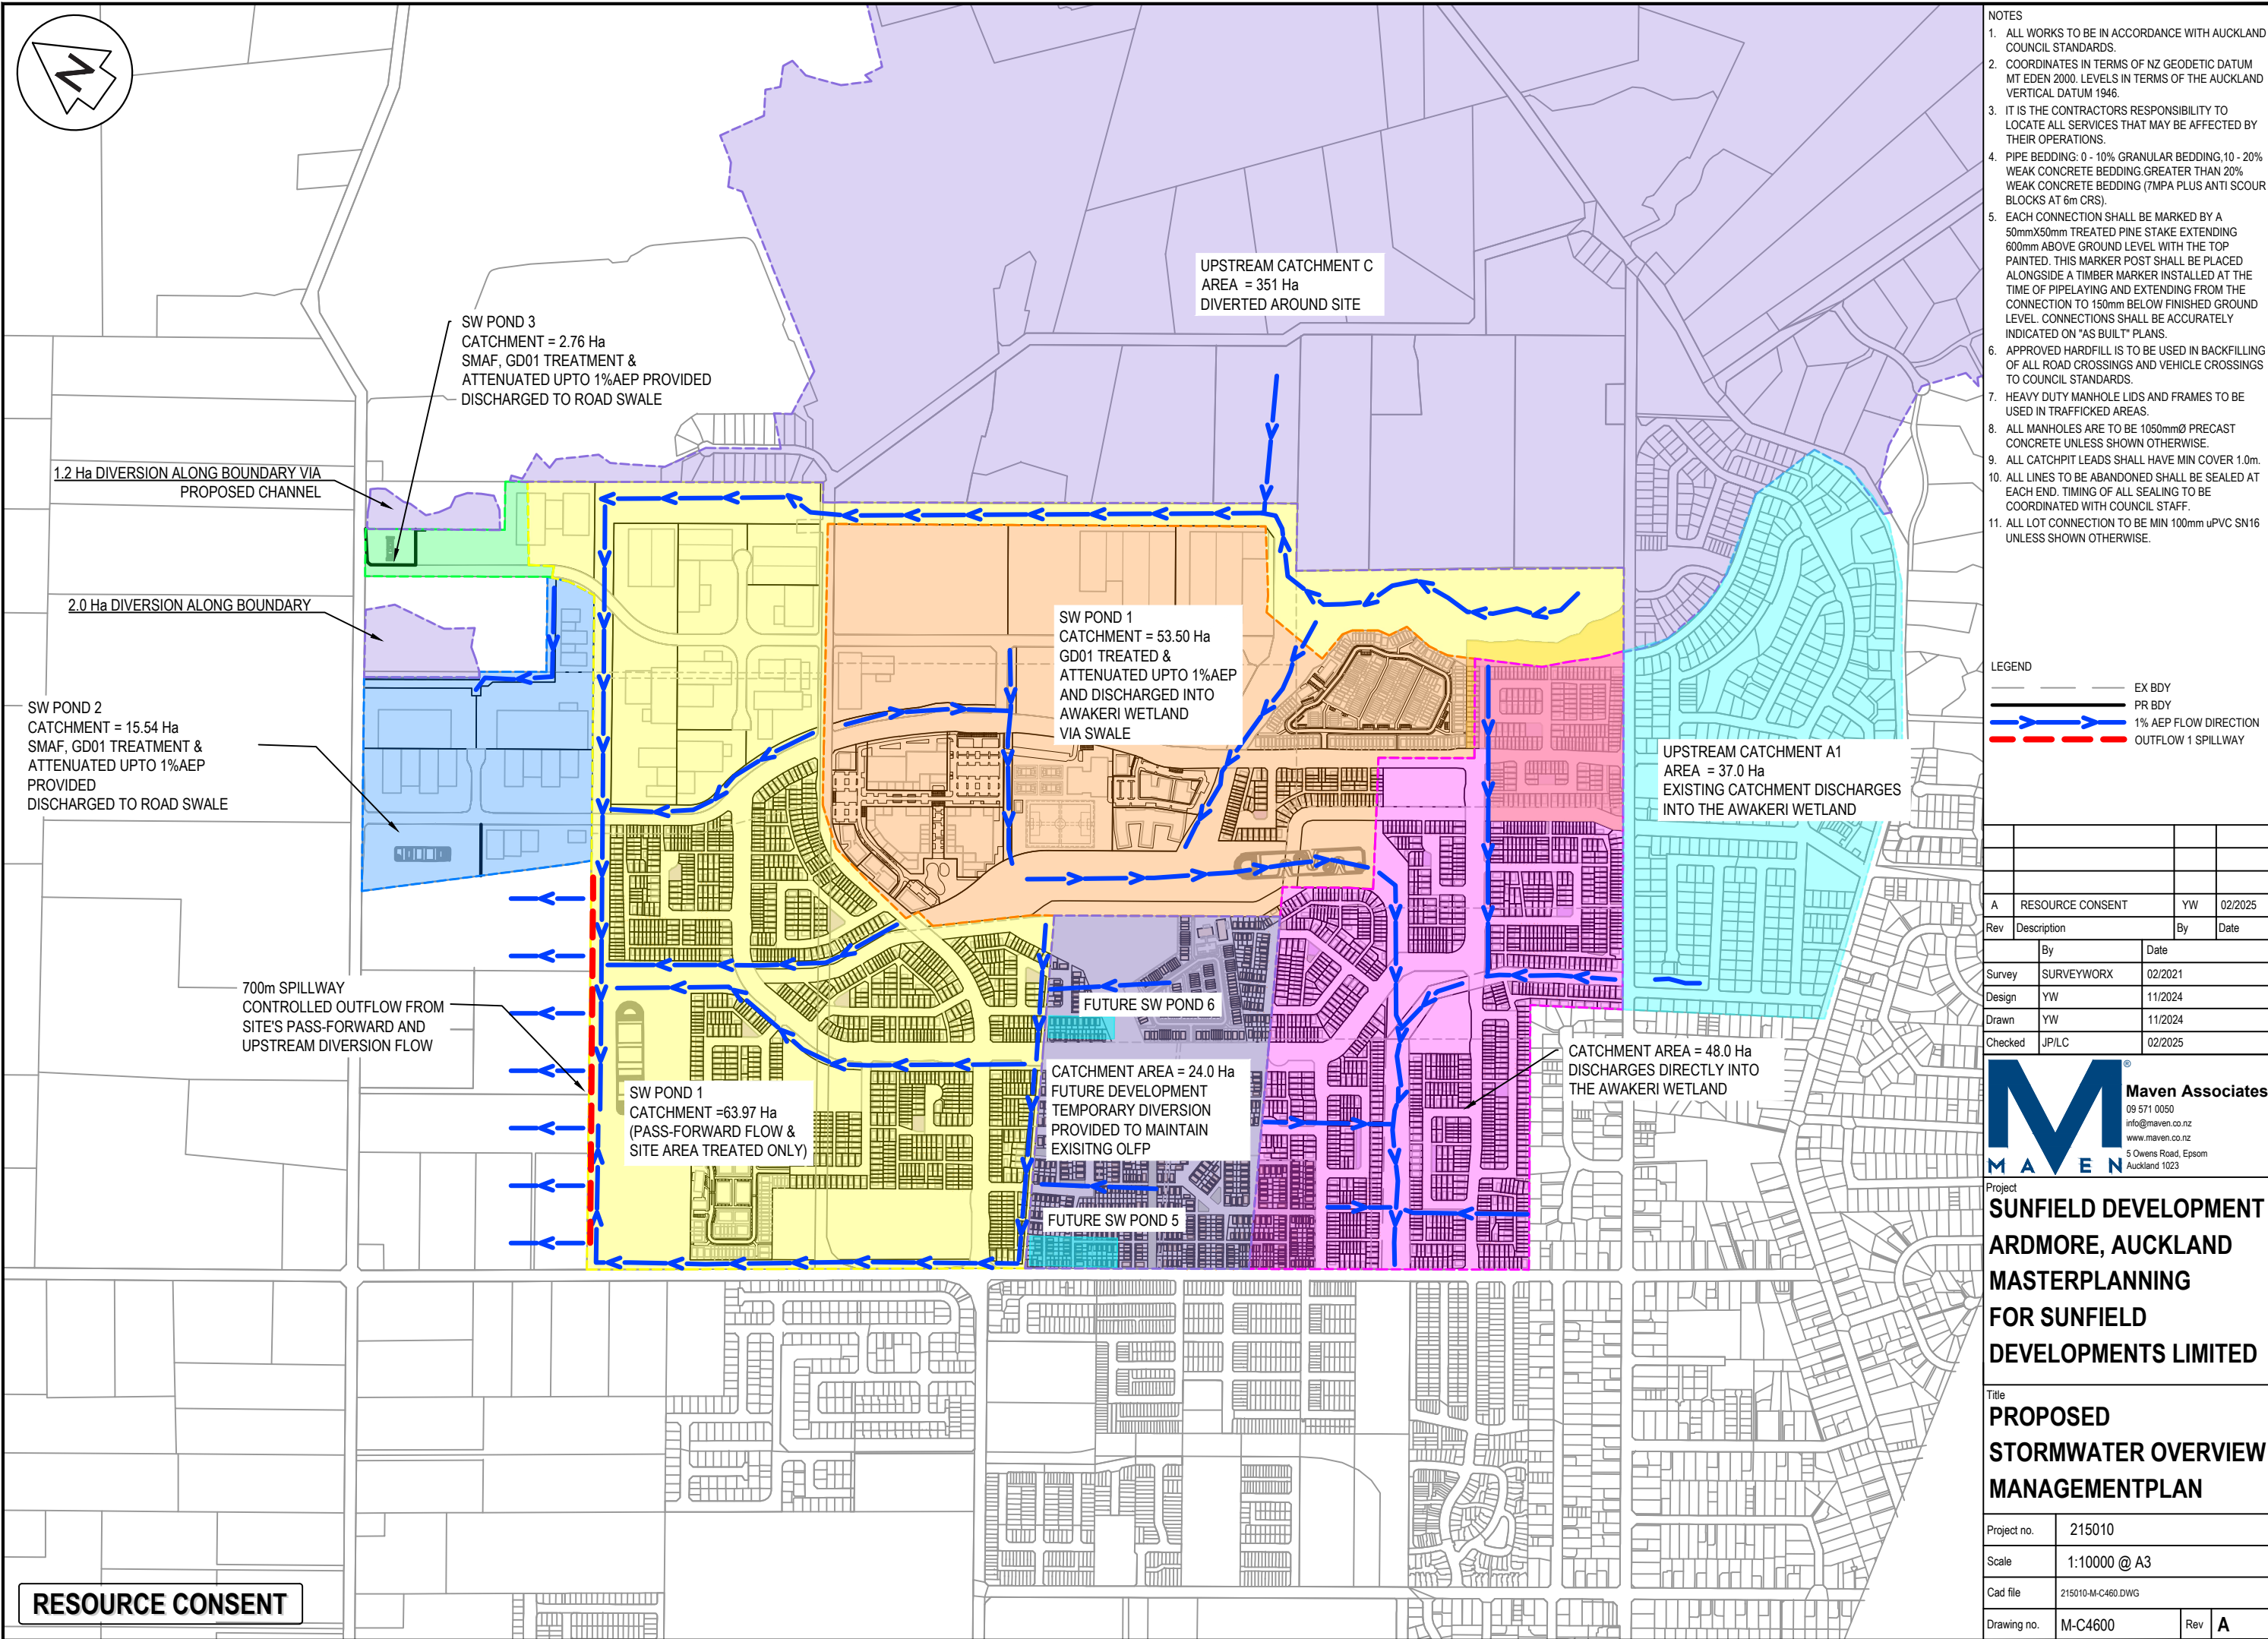 N
UPSTREAM CATCHMENT C
AREA = 351 Ha
DIVERTED AROUND SITE
SW POND 3
CATCHMENT = 2.76 Ha
SMAF, GD01 TREATMENT &
ATTENUATED UPTO 1%AEP PROVIDED
DISCHARGED TO ROAD SWALE
1.2 Ha DIVERSION ALONG BOUNDARY VIA
PROPOSED CHANNEL
2.0 Ha DIVERSION ALONG BOUNDARY
SW POND 2
CATCHMENT = 15.54 Ha
SMAF, GD01 TREATMENT &
ATTENUATED UPTO 1%AEP
PROVIDED
DISCHARGED TO ROAD SWALE
SW POND 1
CATCHMENT = 53.50 Ha
GD01 TREATED &
ATTENUATED UPTO 1%AEP
AND DISCHARGED INTO
AWAKERI WETLAND
VIA SWALE
UPSTREAM CATCHMENT A1
AREA = 37.0 Ha
EXISTING CATCHMENT DISCHARGES
INTO THE AWAKERI WETLAND
700m SPILLWAY
CONTROLLED OUTFLOW FROM
SITE'S PASS-FORWARD AND
UPSTREAM DIVERSION FLOW
SW POND 1
CATCHMENT =63.97 Ha
(PASS-FORWARD FLOW &
SITE AREA TREATED ONLY)
FUTURE SW POND 6
CATCHMENT AREA = 24.0 Ha
FUTURE DEVELOPMENT
TEMPORARY DIVERSION
PROVIDED TO MAINTAIN
EXISITNG OLFP
FUTURE SW POND 5
CATCHMENT AREA = 48.0 Ha
DISCHARGES DIRECTLY INTO
THE AWAKERI WETLAND
RESOURCE CONSENT
NOTES
1. ALL WORKS TO BE IN ACCORDANCE WITH AUCKLAND
COUNCIL STANDARDS.
2. COORDINATES IN TERMS OF NZ GEODETIC DATUM
MT EDEN 2000. LEVELS IN TERMS OF THE AUCKLAND
VERTICAL DATUM 1946.
3. IT IS THE CONTRACTORS RESPONSIBILITY TO
LOCATE ALL SERVICES THAT MAY BE AFFECTED BY
THEIR OPERATIONS.
4. PIPE BEDDING: 0 - 10% GRANULAR BEDDING,10 - 20%
WEAK CONCRETE BEDDING.GREATER THAN 20%
WEAK CONCRETE BEDDING (7MPA PLUS ANTI SCOUR
BLOCKS AT 6m CRS).
5. EACH CONNECTION SHALL BE MARKED BY A
50mmX50mm TREATED PINE STAKE EXTENDING
600mm ABOVE GROUND LEVEL WITH THE TOP
PAINTED. THIS MARKER POST SHALL BE PLACED
ALONGSIDE A TIMBER MARKER INSTALLED AT THE
TIME OF PIPELAYING AND EXTENDING FROM THE
CONNECTION TO 150mm BELOW FINISHED GROUND
LEVEL. CONNECTIONS SHALL BE ACCURATELY
INDICATED ON "AS BUILT" PLANS.
6. APPROVED HARDFILL IS TO BE USED IN BACKFILLING
OF ALL ROAD CROSSINGS AND VEHICLE CROSSINGS
TO COUNCIL STANDARDS.
7. HEAVY DUTY MANHOLE LIDS AND FRAMES TO BE
USED IN TRAFFICKED AREAS.
8. ALL MANHOLES ARE TO BE 1050mmØ PRECAST
CONCRETE UNLESS SHOWN OTHERWISE.
9. ALL CATCHPIT LEADS SHALL HAVE MIN COVER 1.0m.
10. ALL LINES TO BE ABANDONED SHALL BE SEALED AT
EACH END. TIMING OF ALL SEALING TO BE
COORDINATED WITH COUNCIL STAFF.
11. ALL LOT CONNECTION TO BE MIN 100mm uPVC SN16
UNLESS SHOWN OTHERWISE.
LEGEND
EX BDY
PR BDY
1% AEP FLOW DIRECTION
OUTFLOW 1 SPILLWAY
A RESOURCE CONSENT YW 02/2025
Rev Description By Date
By Date
Survey SURVEYWORX 02/2021
Design YW 11/2024
Drawn YW 11/2024
Checked JP/LC 02/2025
®
MAVEN
Maven Associates
09 571 0050
info@maven.co.nz
www.maven.co.nz
5 Owens Road, Epsom
Auckland 1023
Project
SUNFIELD DEVELOPMENT
ARDMORE, AUCKLAND
MASTERPLANNING
FOR SUNFIELD
DEVELOPMENTS LIMITED
Title
PROPOSED
STORMWATER OVERVIEW
MANAGEMENTPLAN
Project no. 215010
Scale 1:10000 @ A3
Cad file 215010-M-C460.DWG
Drawing no. M-C4600 Rev A